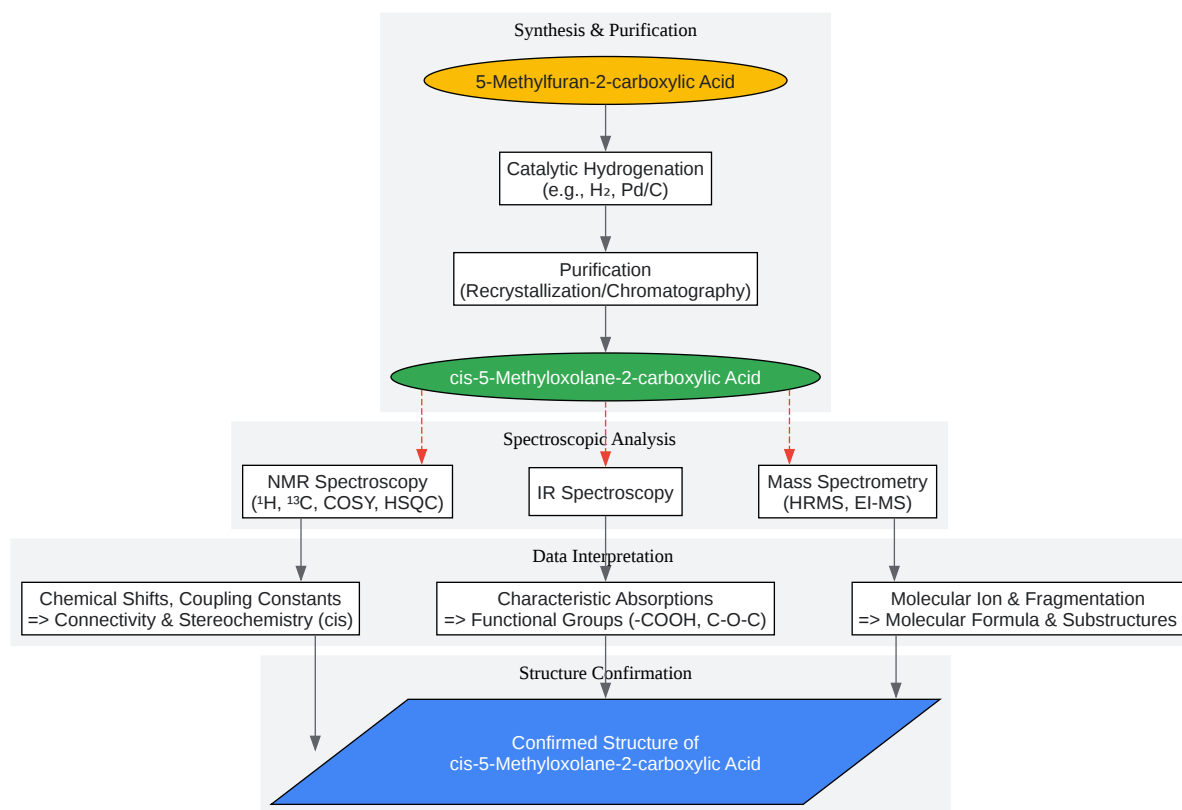 Synthesis & Purification
5-Methylfuran-2-carboxylic Acid
Catalytic Hydrogenation
(e.g., H₂, Pd/C)
Purification
(Recrystallization/Chromatography)
cis-5-Methyloxolane-2-carboxylic Acid
Spectroscopic Analysis
NMR Spectroscopy
(¹H, ¹³C, COSY, HSQC)
IR Spectroscopy
Mass Spectrometry
(HRMS, EI-MS)
Data Interpretation
Chemical Shifts, Coupling Constants
=> Connectivity & Stereochemistry (cis)
Characteristic Absorptions
=> Functional Groups (-COOH, C-O-C)
Molecular Ion & Fragmentation
=> Molecular Formula & Substructures
Structure Confirmation
Confirmed Structure of
cis-5-Methyloxolane-2-carboxylic Acid